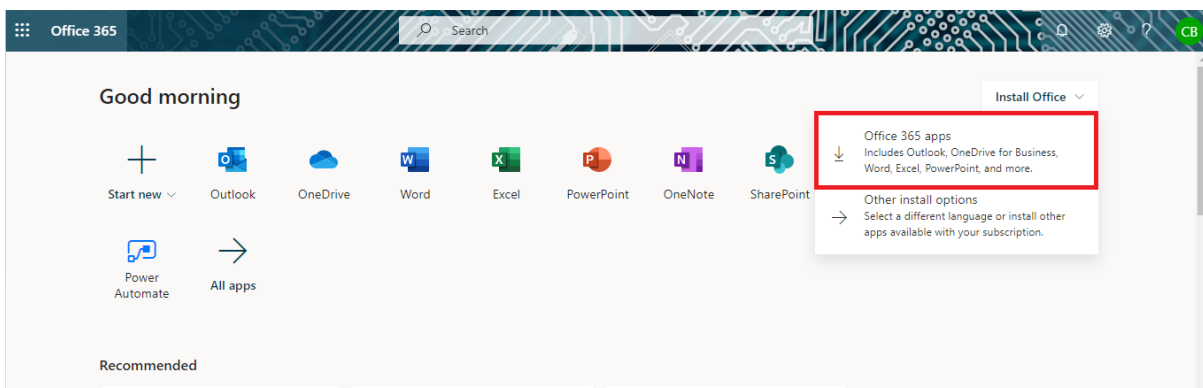 Office 365
Search
CB
Good morning
Install Office
Office 365 apps
Includes Outlook, OneDrive for Business,
Word, Excel, PowerPoint, and more.
Start new
Outlook
OneDrive
Word
Excel
PowerPoint
OneNote
SharePoint
Other install options
Select a different language or install other
apps available with your subscription.
Power
Automate
All apps
Recommended